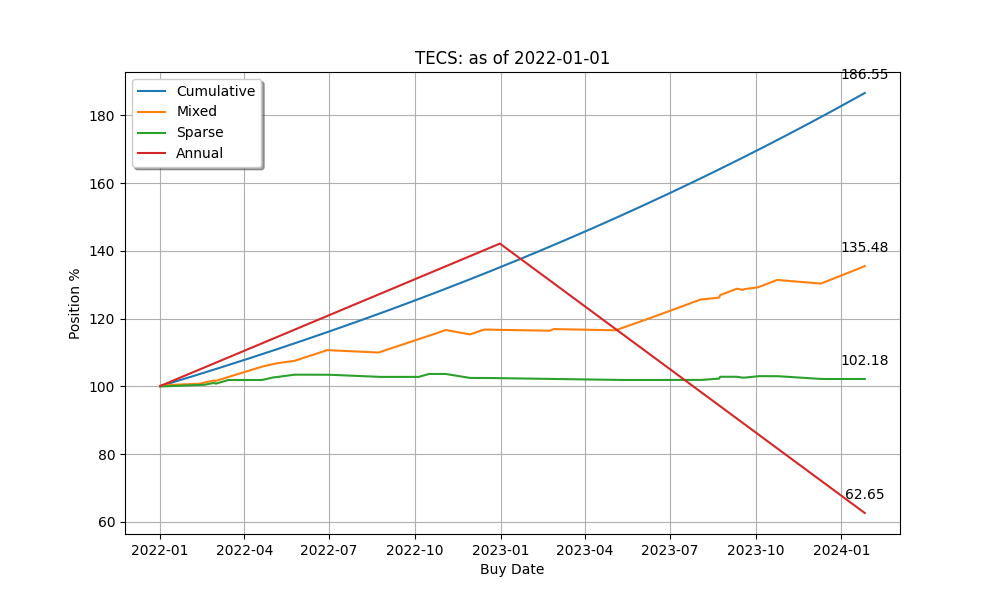 TECS: as of 2022-01-01
186.55
Cumulative
Mixed
Sparse
Annual
180
160
140
120
100
80
60
135.48
102.18
62.65
Position %
2022-01
2022-04
2022-07
2022-10
2023-01
2023-04
2023-07
2023-10
2024-01
Buy Date